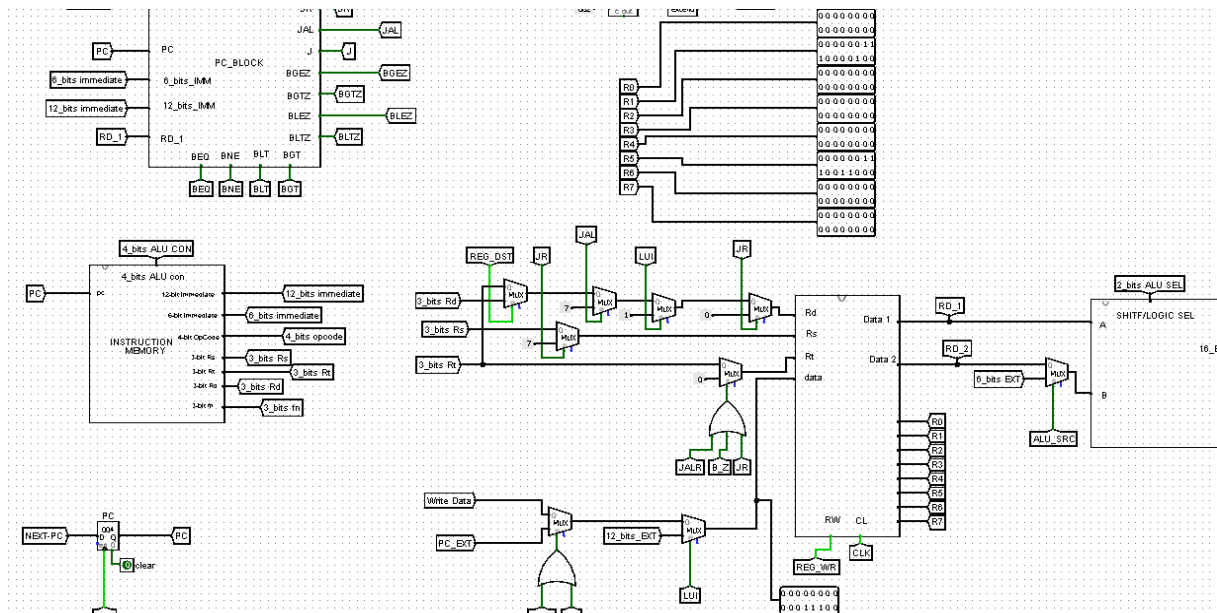 JAL
JAL
PC
PC
PC_BLOCK
J
J
BGEZ
BGEZ
6_bits immediate
6_bits_IMM
BGTZ
BGTZ
12_bits immediate
12_bits_IMM
BLEZ
BLEZ
RD_1
RD_1
BLTZ
BLTZ
BEQ BNE BLT BGT
BEQ BNE BLT BGT
R0
R1
R2
R3
R4
R5
R6
R7
00000000
00000000
00000011
10001100
00000000
00000000
00000000
00000000
00000000
00000000
00000011
10011000
00000000
00000000
00000000
00000000
4_bits ALU CON
4_bits ALU con
PC
pc
12-bit Immediate
12_bits immediate
6-bit Immediate
6_bits immediate
INSTRUCTION
MEMORY
4-bit OpCose
4_bits opcode
3-bit Rs
3_bits Rs
3-bit Rt
3_bits Rt
3_bits Rd
3-bit fn
3_bits fn
REG_DST
JR
JAL
LUI
JR
3_bits Rd
MUX
7
MUX
1
MUX
0
MUX
3_bits Rs
7
MUX
3_bits Rt
0
MUX
JALR
B_Z
JR
Rd
Rs
Rt
data
Data 1
Data 2
RD_1
RD_2
R0
R1
R2
R3
R4
R5
R6
R7
RW CL
REG_WR
CLK
2_bits ALU SEL
SHITF/LOGIC SEL
A
B
6_bits EXT
MUX
ALU_SRC
Write Data
MUX
PC_EXT
12_bits_EXT
MUX
LUI
PC
NEXT-PC
004
D Q
PC
clear
00000000
00011100